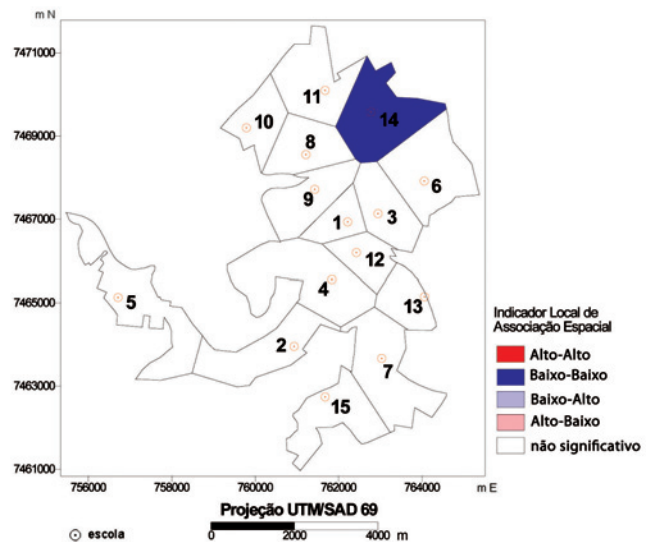 m N
7471000
7469000
7467000
7465000
7463000
7461000
11
14
10
8
6
9
3
1
12
4
5
13
2
7
15
Indicador Local de
Associação Espacial
Alto-Alto
Baixo-Baixo
Baixo-Alto
Alto-Baixo
não significativo
756000 758000 760000 762000 764000 m E
Projeção UTM/SAD 69
escola
0 2000 4000 m